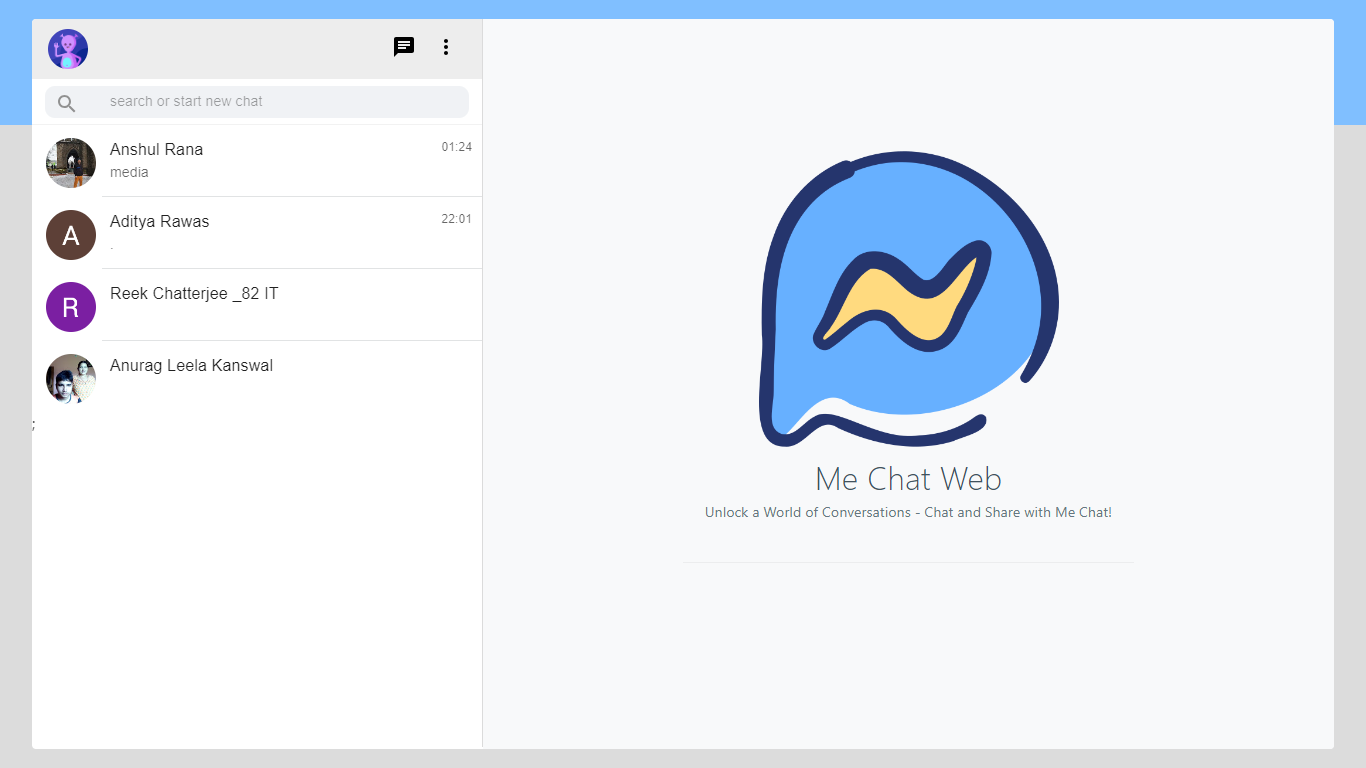 search or start new chat
Anshul Rana 01:24
media
Aditya Rawas 22:01
.
Reek Chatterjee _82 IT
Anurag Leela Kanswal
;
A
R
Me Chat Web
Unlock a World of Conversations - Chat and Share with Me Chat!